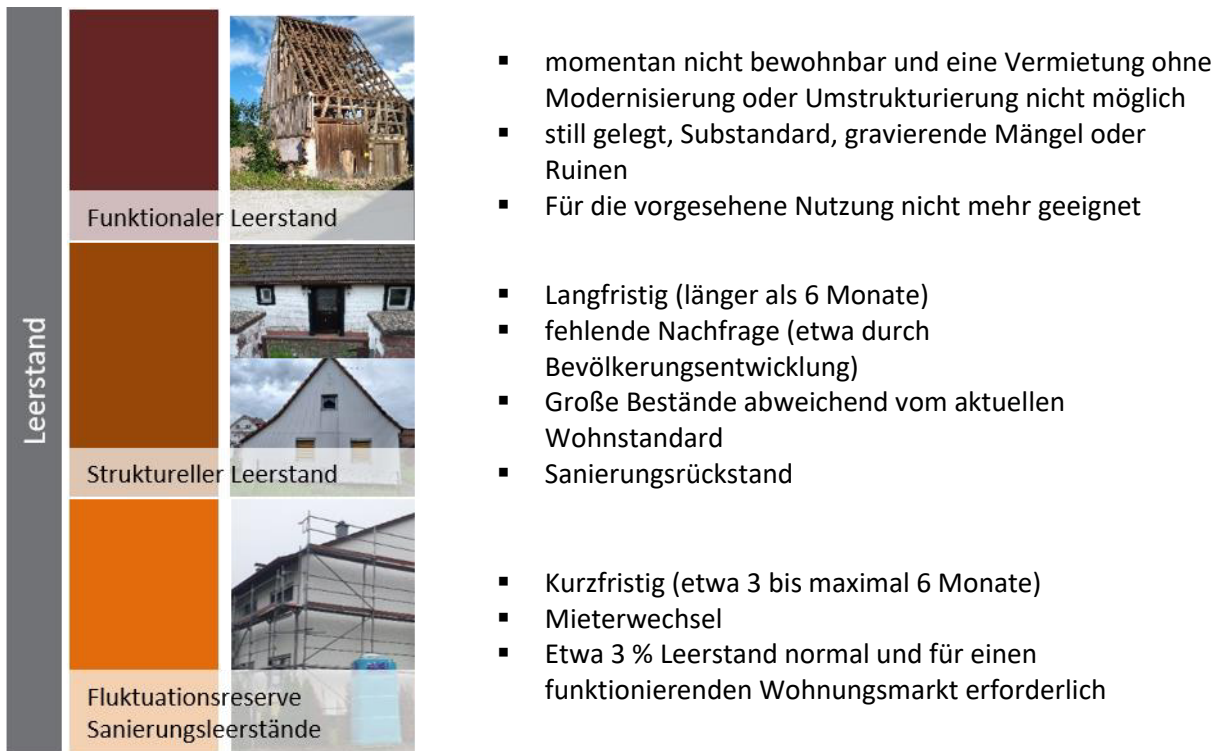 Leerstand
Funktionaler Leerstand
▪ momentan nicht bewohnbar und eine Vermietung ohne
Modernisierung oder Umstrukturierung nicht möglich
▪ still gelegt, Substandard, gravierende Mängel oder
Ruinen
▪ Für die vorgesehene Nutzung nicht mehr geeignet
Struktureller Leerstand
▪ Langfristig (länger als 6 Monate)
▪ fehlende Nachfrage (etwa durch
Bevölkerungsentwicklung)
▪ Große Bestände abweichend vom aktuellen
Wohnstandard
▪ Sanierungsrückstand
Fluktuationsreserve
Sanierungsleerstände
▪ Kurzfristig (etwa 3 bis maximal 6 Monate)
▪ Mieterwechsel
▪ Etwa 3 % Leerstand normal und für einen
funktionierenden Wohnungsmarkt erforderlich